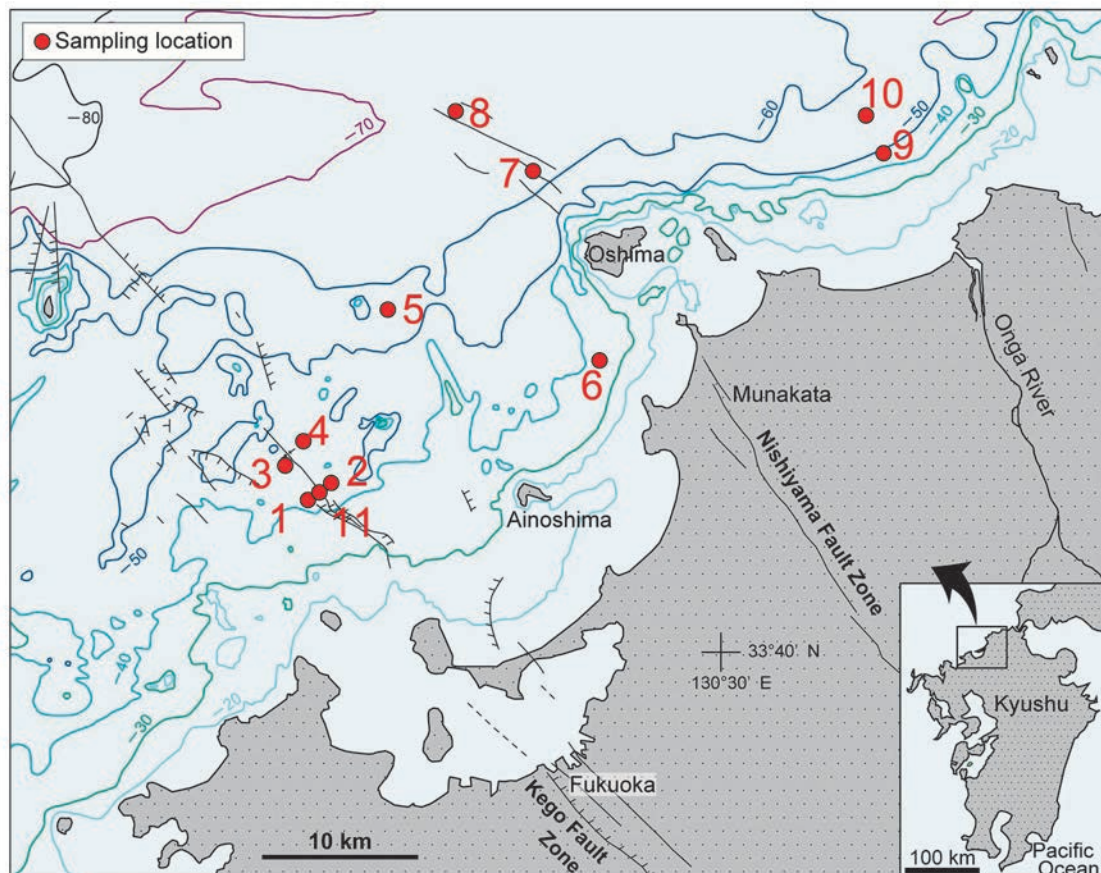 Sampling location
−80
−70
−60
−50
−40
−30
−20
8
10
7
9
Oshima
5
6
Munakata
Onga River
Nishiyama Fault
Zone
4
3
2
1
11
Ainoshima
−50
−40
−30
−20
33°40' N
130°30' E
Kyushu
Fukuoka
Kego Fault
Zone
10 km
100 km
Pacific
Ocean